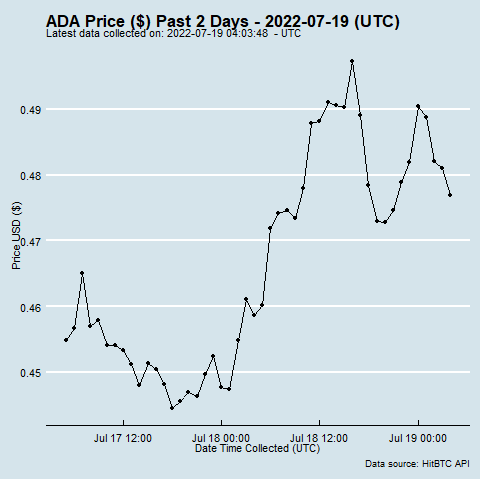 ADA Price ($) Past 2 Days - 2022-07-19 (UTC)
Latest data collected on: 2022-07-19 04:03:48 - UTC
0.49
0.48
0.47
0.46
0.45
Price USD ($)
Jul 17 12:00 Jul 18 00:00 Jul 18 12:00 Jul 19 00:00
Date Time Collected (UTC)
Data source: HitBTC API